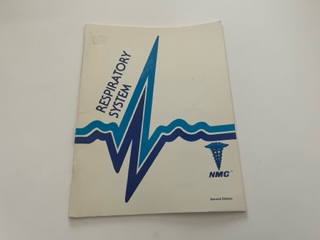 RESPIRATORY
SYSTEM
NMC
Second Edition